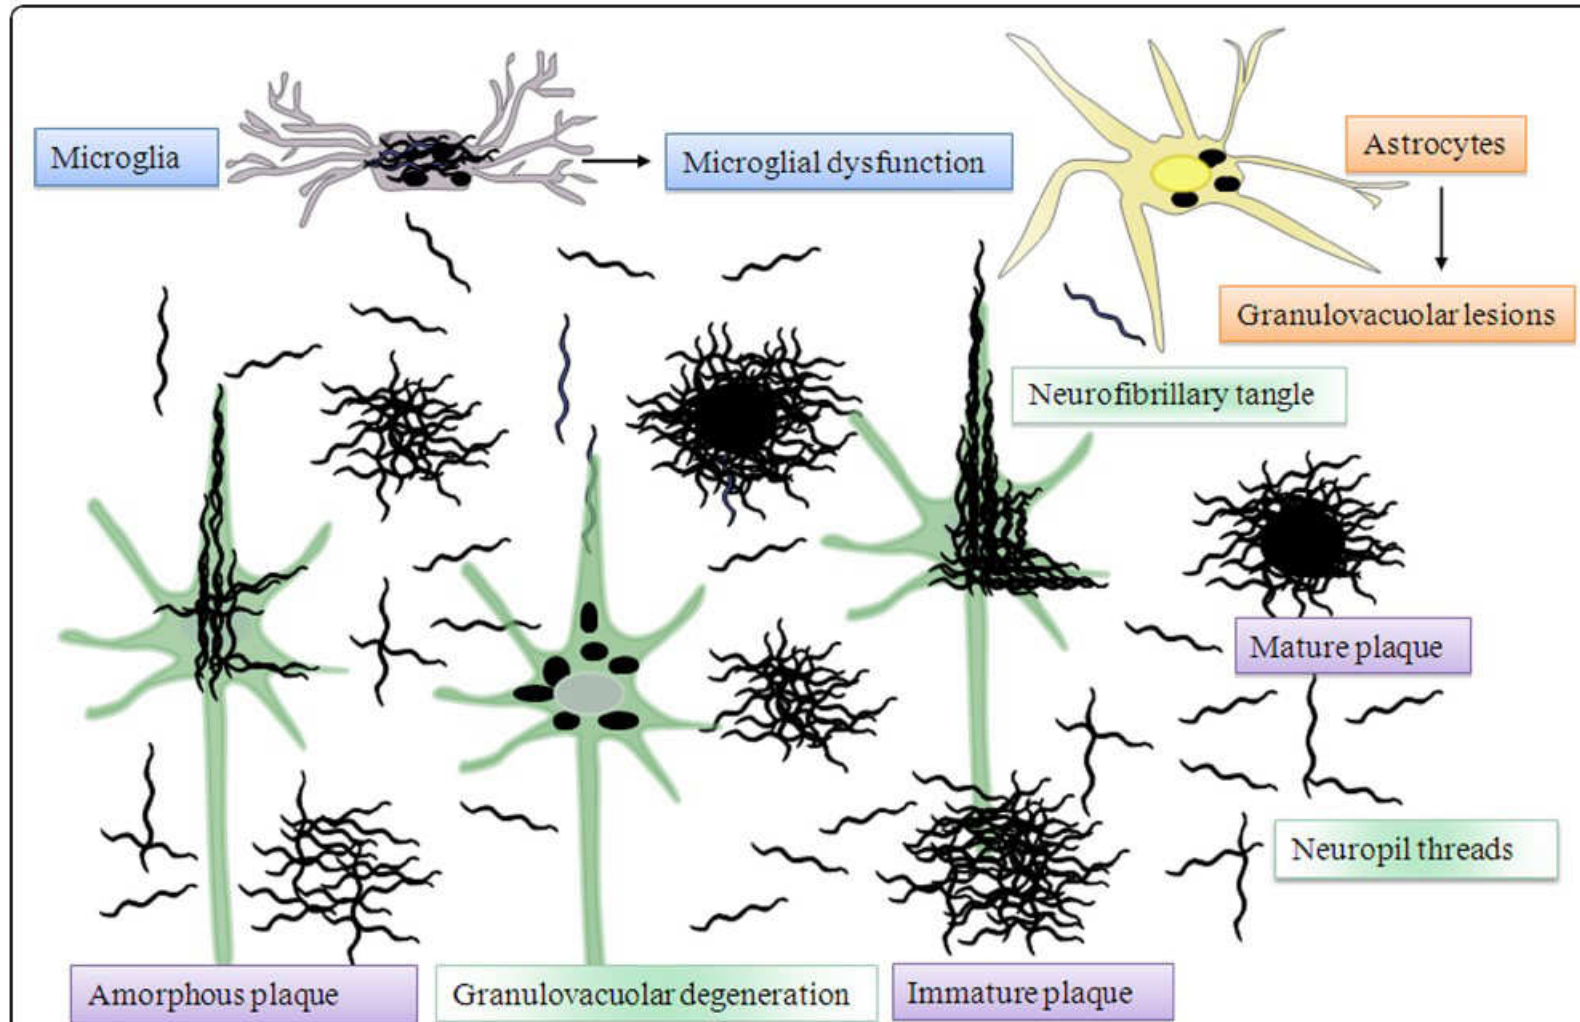 Microglia
Microglial dysfunction
Astrocytes
Granulovacuolar lesions
Neurofibrillary tangle
Mature plaque
Neuropil threads
Amorphous plaque
Granulovacuolar degeneration
Immature plaque